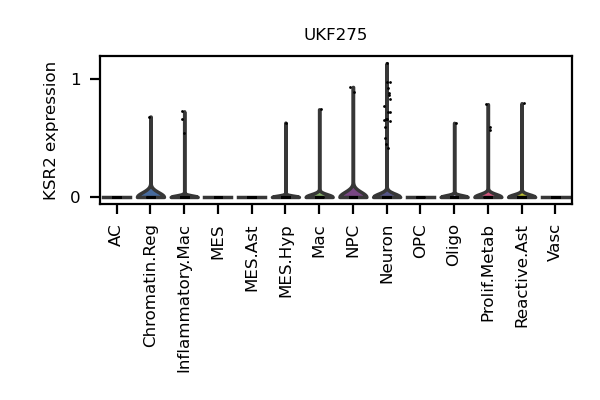 UKF275
KSR2 expression
1
0
AC
Chromatin.Reg
Inflammatory.Mac
MES
MES.Ast
MES.Hyp
Mac
NPC
Neuron
OPC
Oligo
Prolif.Metab
Reactive.Ast
Vasc